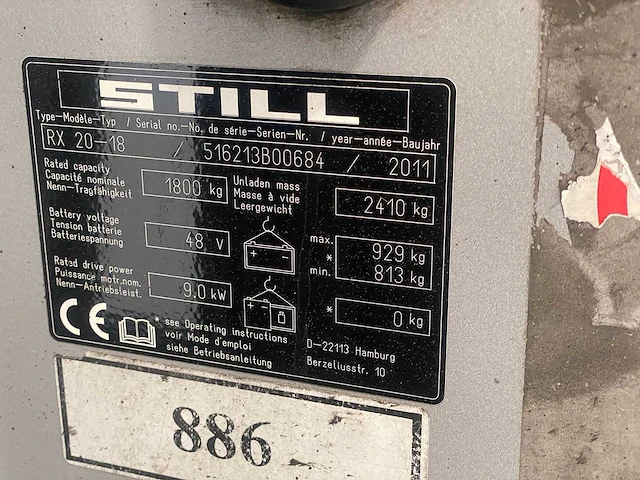 STILL
Type-Modèle-Typ / Serial no.-No. de série-Serien-Nr. / year-année-Baujahr
RX 20-18 / 516213B00684 / 2011
Rated capacity
Capacité nominale
Nenn-Tragfähigkeit
1800 kg
Unladen mass
Masse à vide
Leergewicht
2410 kg
Battery voltage
Tension batterie
Batteriespannung
48 V
max. 929 kg
*
min. 813 kg
Rated drive power
Puissance motr.nom.
Nenn-Antriebsleist.
9.0 kW
* 0 kg
CE
* see Operating instructions
voir Mode d'emploi
siehe Betriebsanleitung
D-22113 Hamburg
Berzeliusstr. 10
886